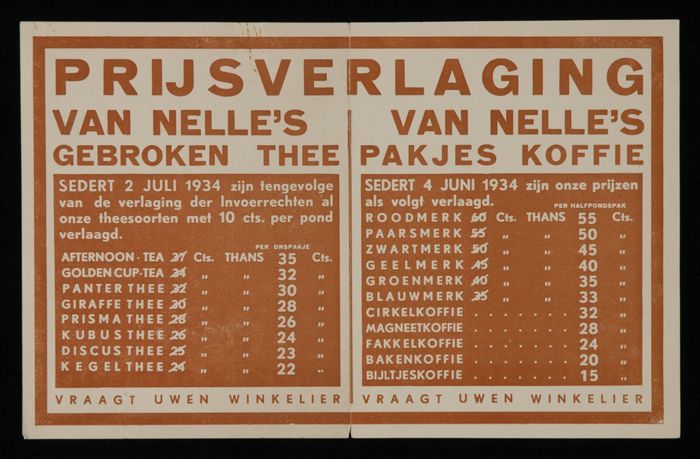 PRIJSVERLAGING
VAN NELLE'S
GEBROKEN THEE
SEDERT 2 JULI 1934 zijn tengevolge
van de verlaging der Invoerrechten al
onze theesoorten met 10 cts. per pond
verlaagd.
PER ONSPAKJE
AFTERNOON-TEA 37 Cts. THANS 35 Cts.
GOLDEN CUP-TEA 34 „ „ 32 „
PANTER THEE 32 „ „ 30 „
GIRAFFE THEE 30 „ „ 28 „
PRISMA THEE 28 „ „ 26 „
KUBUS THEE 26 „ „ 24 „
DISCUS THEE 25 „ „ 23 „
KEGEL THEE 24 „ „ 22 „
VRAAGT UWEN WINKELIER
VAN NELLE'S
PAKJES KOFFIE
SEDERT 4 JUNI 1934 zijn onze prijzen
als volgt verlaagd.
PER HALFPONDSPAK
ROODMERK 60 Cts. THANS 55 Cts.
PAARSMERK 55 „ „ 50 „
ZWARTMERK 50 „ „ 45 „
GEELMERK 45 „ „ 40 „
GROENMERK 40 „ „ 35 „
BLAUWMERK 35 „ „ 33 „
CIRKELKOFFIE . . . . . . . 32 „
MAGNEETKOFFIE . . . . . . . 28 „
FAKKELKOFFIE . . . . . . . 24 „
BAKENKOFFIE . . . . . . . 20 „
BIJLTJESKOFFIE . . . . . . . 15 „
VRAAGT UWEN WINKELIER